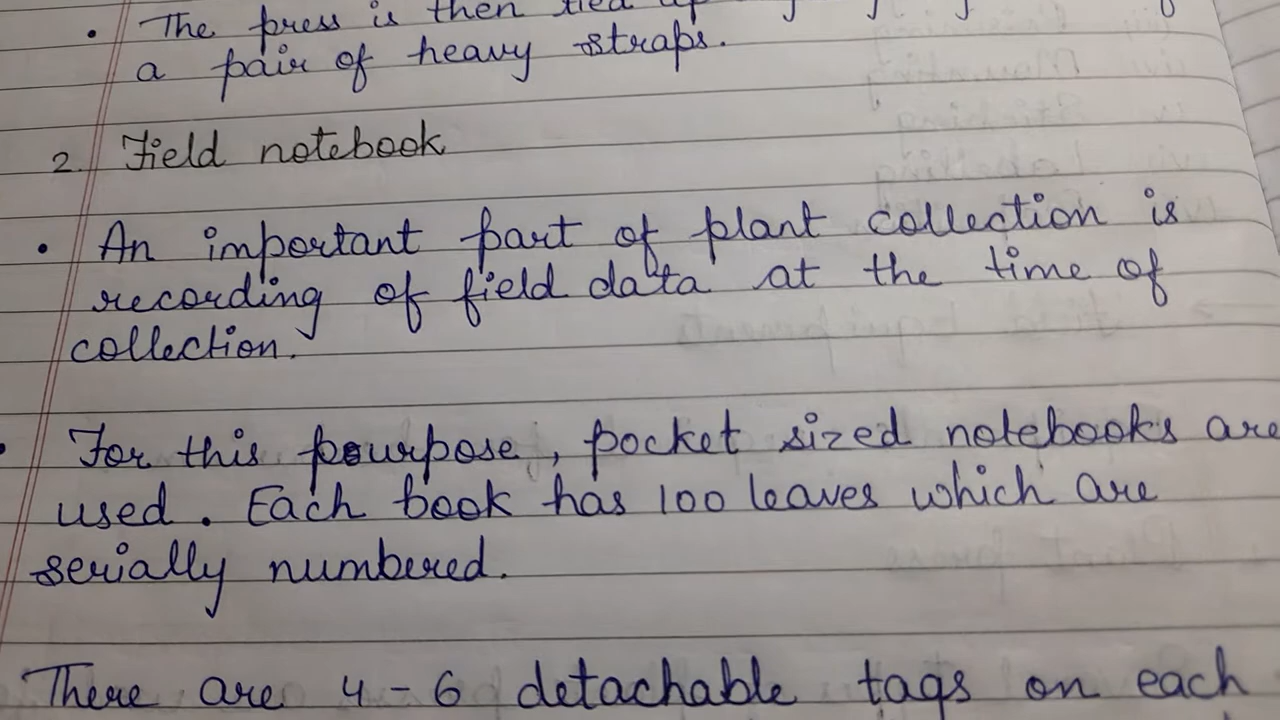 • The press is then tied up
a pair of heavy straps.
2. Field notebook
• An important part of plant collection is
recording of field data at the time of
collection.
• For this pourpose, pocket sized notebooks are
used. Each book has 100 leaves which are
serially numbered.
There are 4-6 detachable tags on each